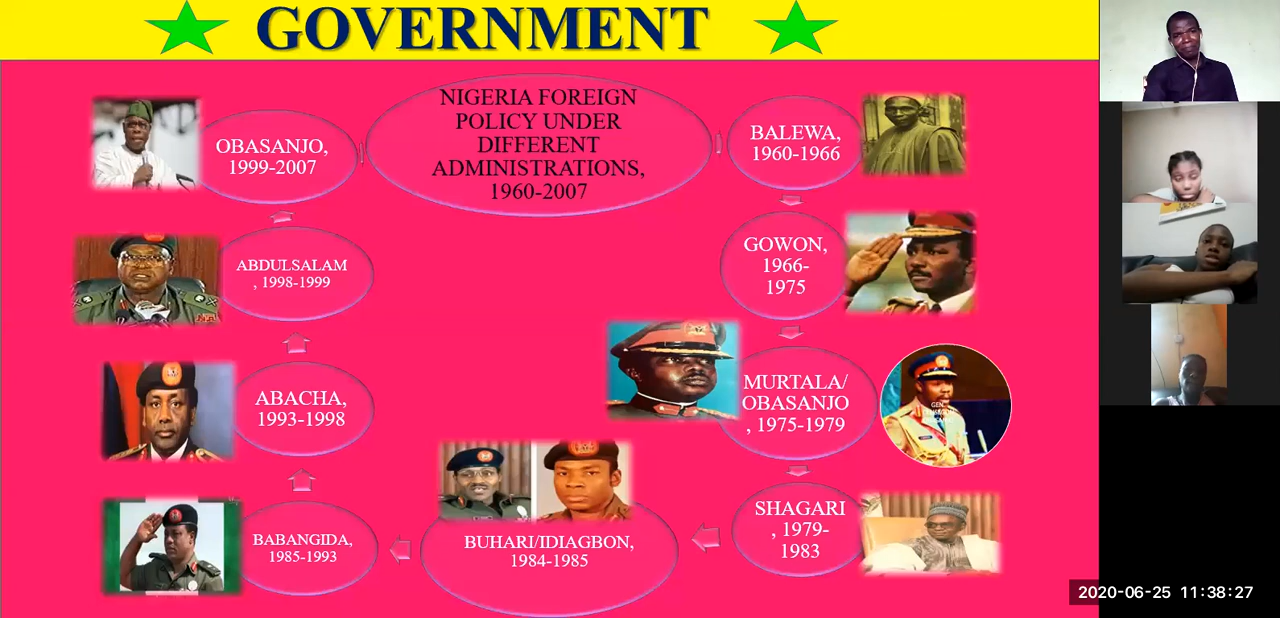 GOVERNMENT
NIGERIA FOREIGN
POLICY UNDER
DIFFERENT
ADMINISTRATIONS,
1960-2007
BALEWA,
1960-1966
GOWON,
1966-
1975
MURTALA/
OBASANJO
, 1975-1979
SHAGARI
, 1979-
1983
BUHARI/IDIAGBON,
1984-1985
BABANGIDA,
1985-1993
ABACHA,
1993-1998
ABDULSALAM
, 1998-1999
OBASANJO,
1999-2007
GEN.
2020-06-25 11:38:27